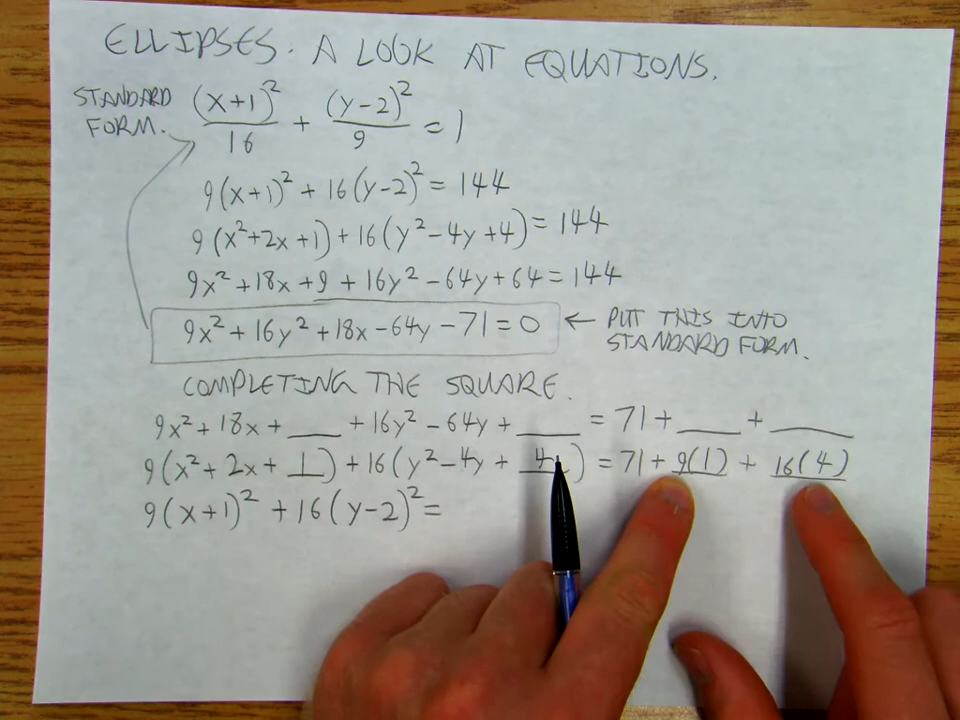 ELLIPSES. A LOOK AT EQUATIONS.
STANDARD FORM. (X+1)²/16 + (Y-2)²/9 = 1
9(X+1)² + 16(Y-2)² = 144
9(X²+2X+1) + 16(Y²-4Y+4) = 144
9X² + 18X + 9 + 16Y² - 64Y + 64 = 144
9X² + 16Y² + 18X - 64Y - 71 = 0 ← PUT THIS INTO
STANDARD FORM.
COMPLETING THE SQUARE.
9X² + 18X + ___ + 16Y² - 64Y + ___ = 71 + ___ + ___
9(X² + 2X + 1) + 16(Y² - 4Y + 4) = 71 + 9(1) + 16(4)
9(X+1)² + 16(Y-2)² =